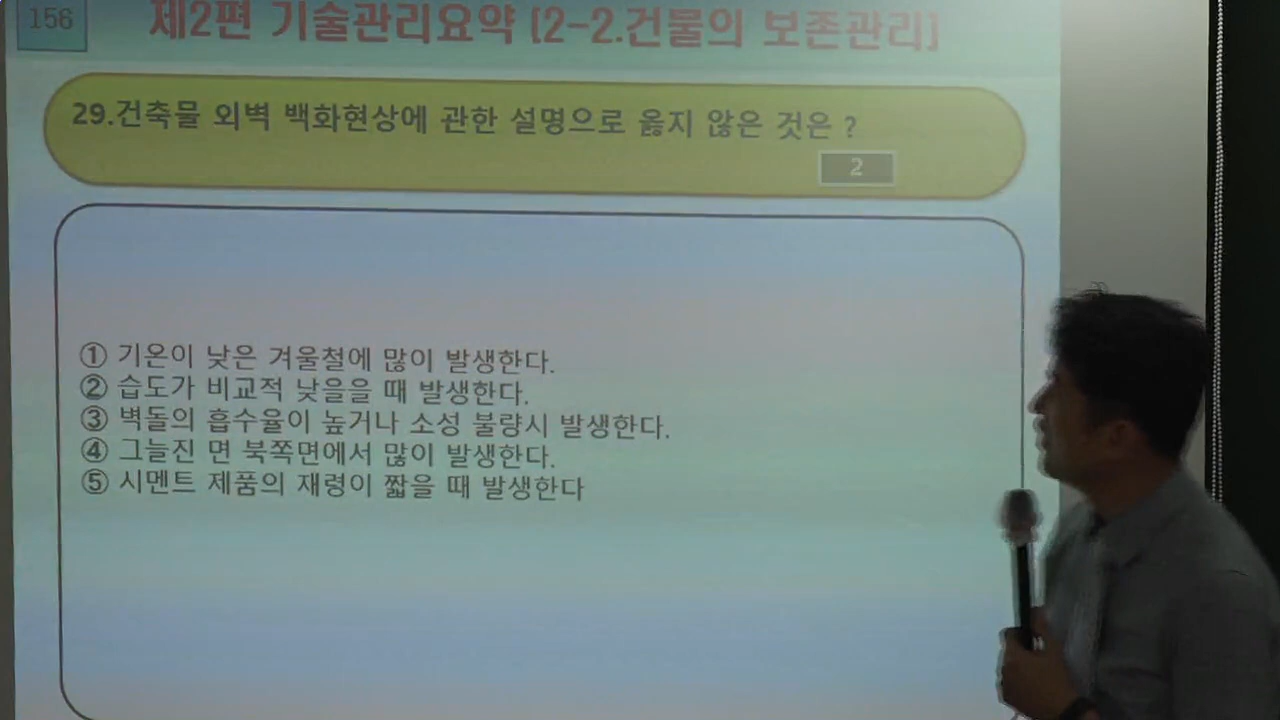 156
제2편 기술관리요약 [2-2.건물의 보존관리]
29.건축물 외벽 백화현상에 관한 설명으로 옳지 않은 것은 ?
2
① 기온이 낮은 겨울철에 많이 발생한다.
② 습도가 비교적 낮을을 때 발생한다.
③ 벽돌의 흡수율이 높거나 소성 불량시 발생한다.
④ 그늘진 면 북쪽면에서 많이 발생한다.
⑤ 시멘트 제품의 재령이 짧을 때 발생한다